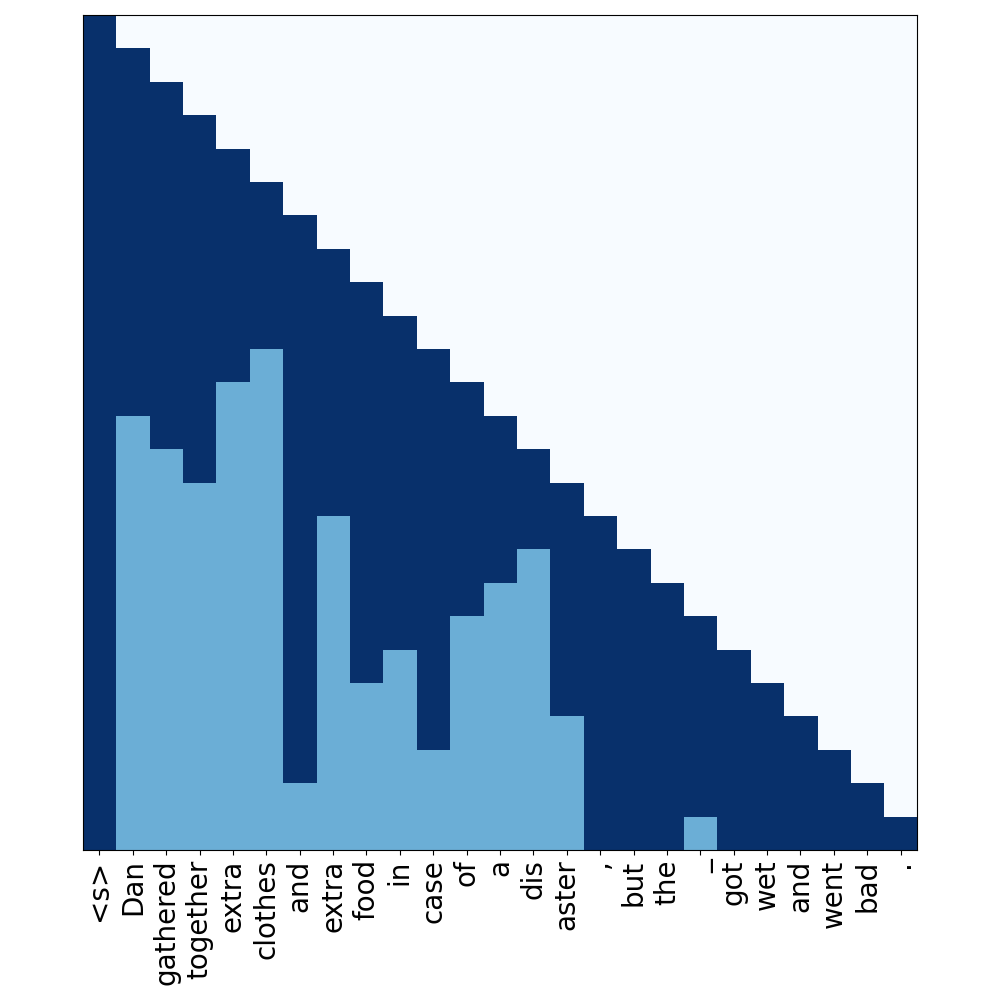 <s> Dan gathered together extra clothes and extra food in case of a dis aster , but the _ got wet and went bad .